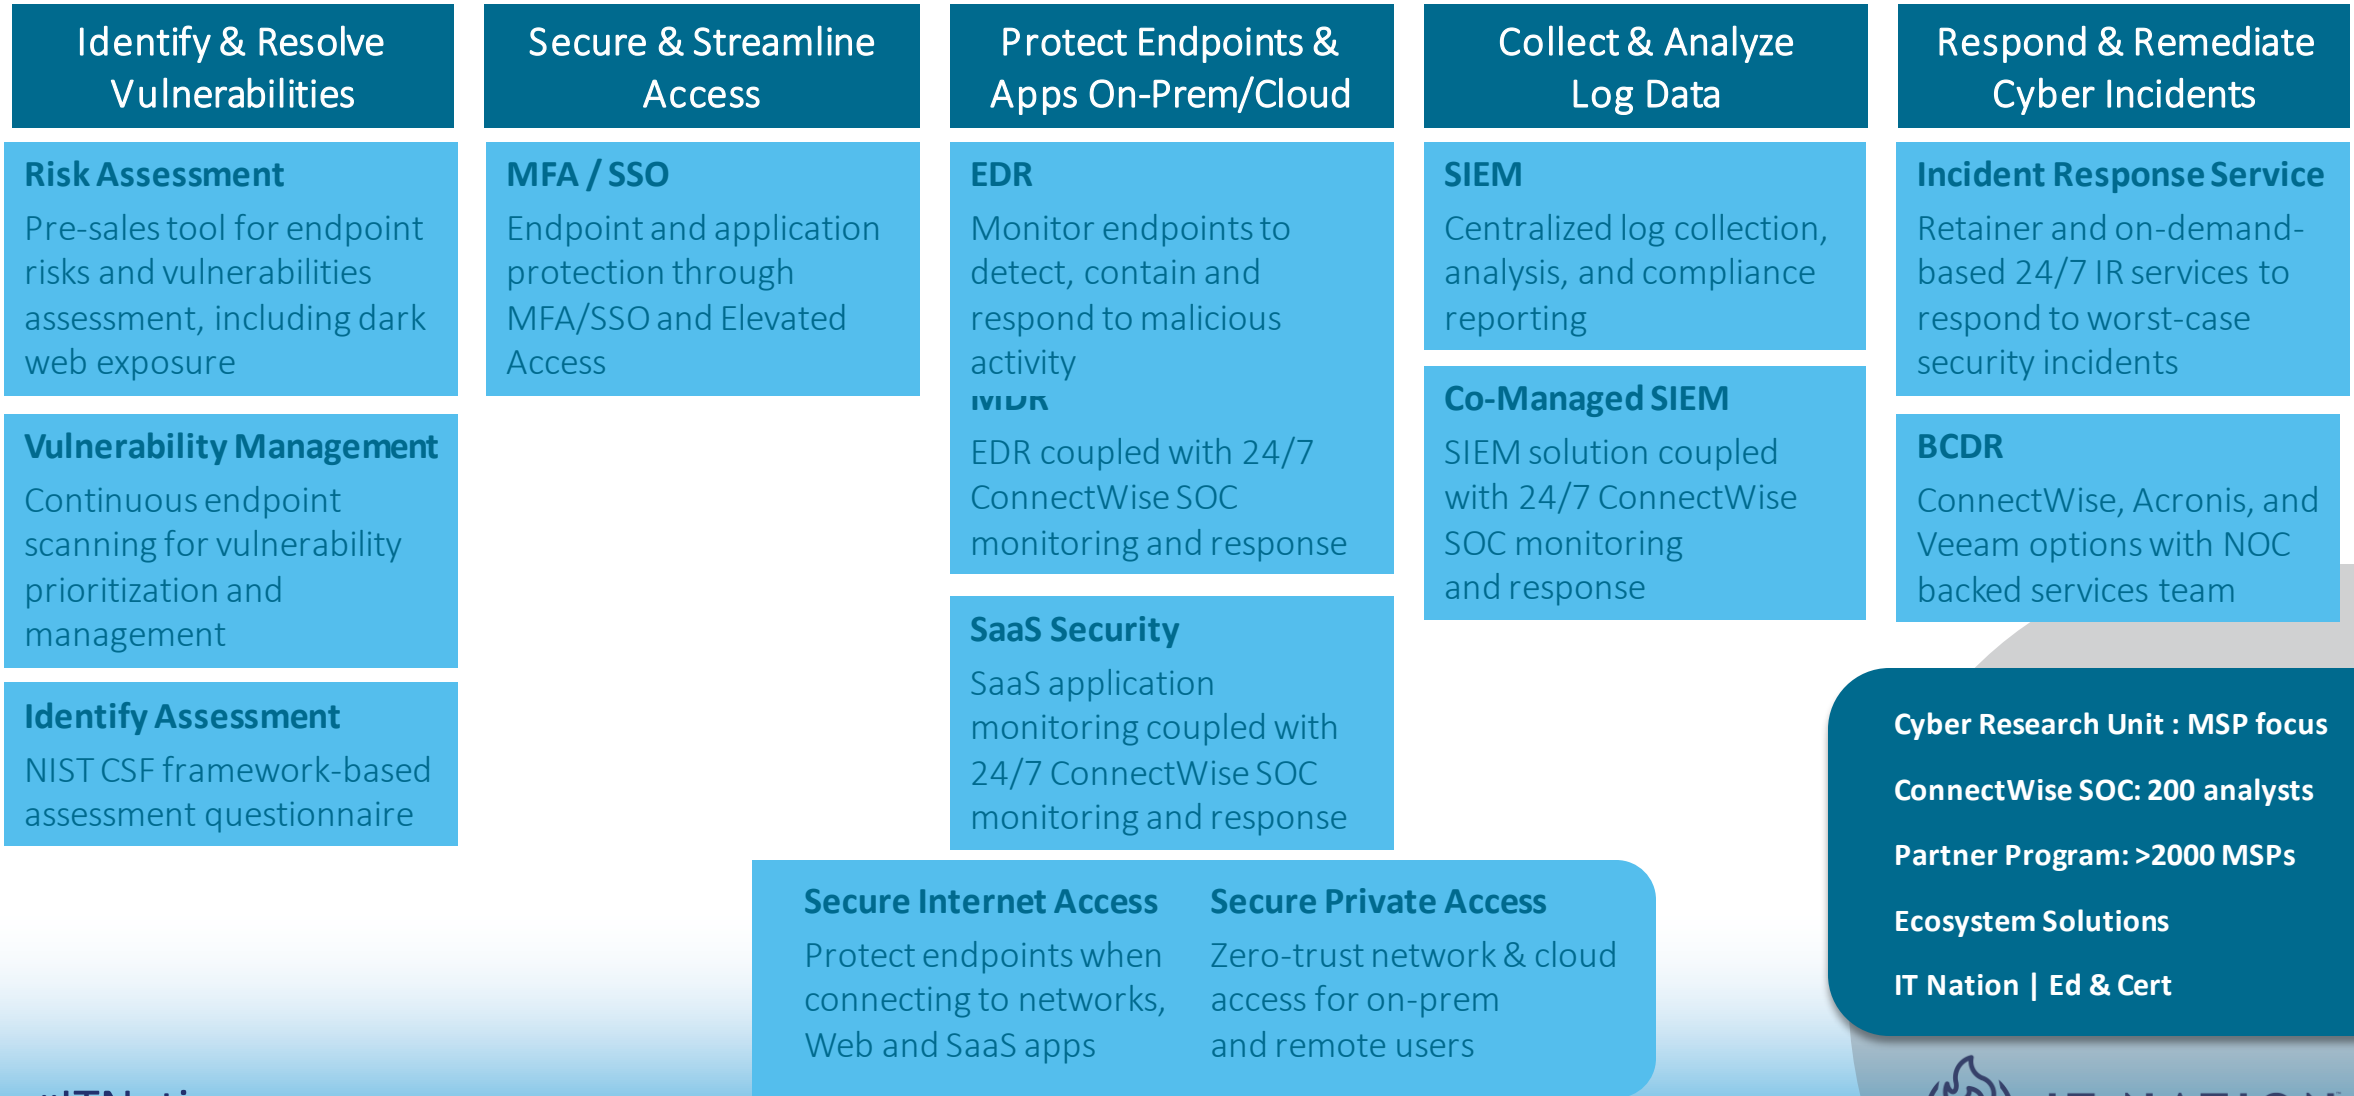 Identify & Resolve
Vulnerabilities
Risk Assessment
Pre-sales tool for endpoint
risks and vulnerabilities
assessment, including dark
web exposure
Vulnerability Management
Continuous endpoint
scanning for vulnerability
prioritization and
management
Identify Assessment
NIST CSF framework-based
assessment questionnaire
Secure & Streamline
Access
MFA / SSO
Endpoint and application
protection through
MFA/SSO and Elevated
Access
Protect Endpoints &
Apps On-Prem/Cloud
EDR
Monitor endpoints to
detect, contain and
respond to malicious
activity
MDR
EDR coupled with 24/7
ConnectWise SOC
monitoring and response
SaaS Security
SaaS application
monitoring coupled with
24/7 ConnectWise SOC
monitoring and response
Collect & Analyze
Log Data
SIEM
Centralized log collection,
analysis, and compliance
reporting
Co-Managed SIEM
SIEM solution coupled
with 24/7 ConnectWise
SOC monitoring
and response
Respond & Remediate
Cyber Incidents
Incident Response Service
Retainer and on-demand-
based 24/7 IR services to
respond to worst-case
security incidents
BCDR
ConnectWise, Acronis, and
Veeam options with NOC
backed services team
Secure Internet Access
Protect endpoints when
connecting to networks,
Web and SaaS apps
Secure Private Access
Zero-trust network & cloud
access for on-prem
and remote users
Cyber Research Unit : MSP focus
ConnectWise SOC: 200 analysts
Partner Program: >2000 MSPs
Ecosystem Solutions
IT Nation | Ed & Cert
IT NATION